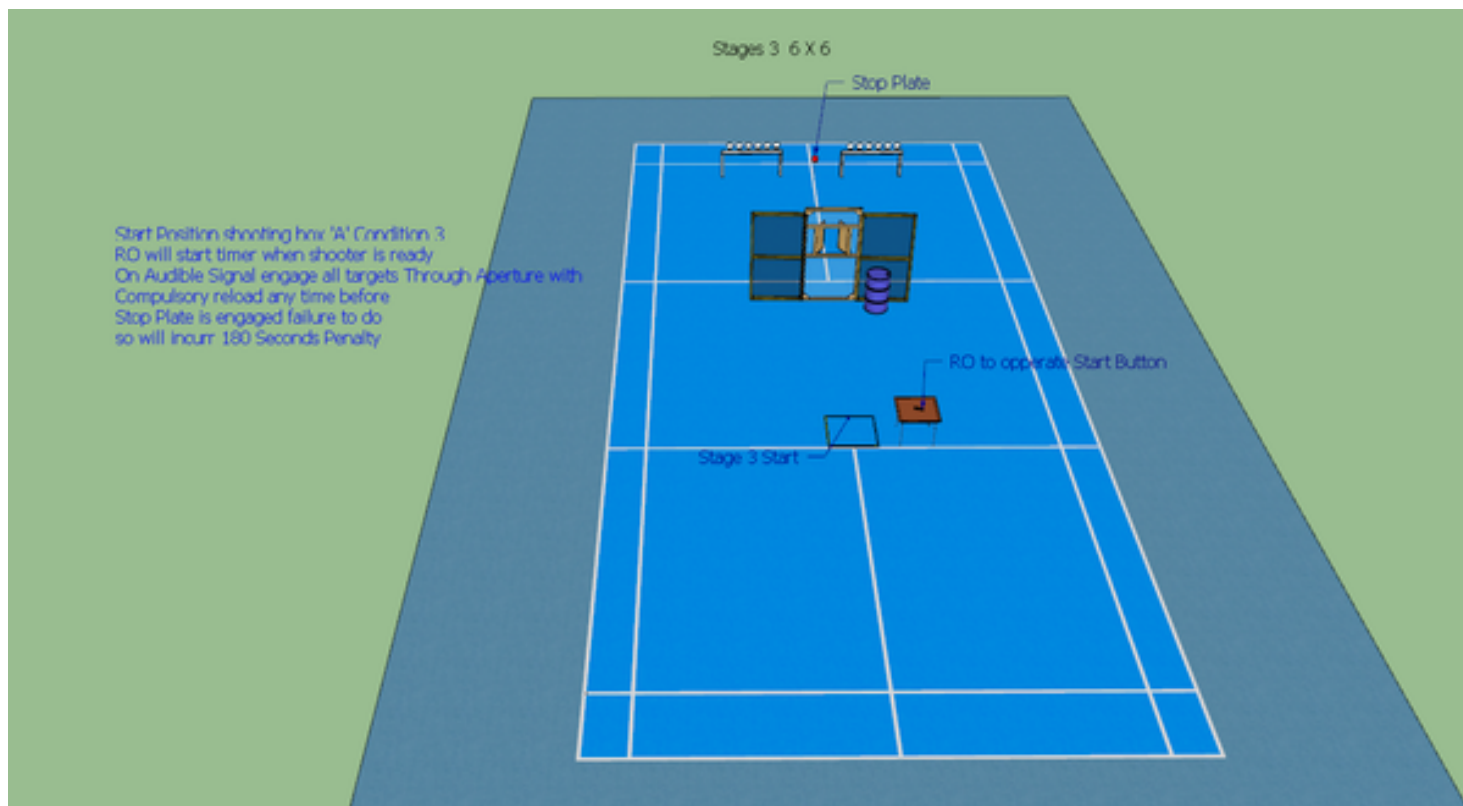 Stages 3 6 X 6
Stop Plate
Start Position shooting box 'A' Condition 3
RO will start timer when shooter is ready
On Audible Signal engage all targets Through Aperture with
Compulsory reload any time before
Stop Plate is engaged failure to do
so will Incurr 180 Seconds Penalty
RO to opperate Start Button
Stage 3 Start